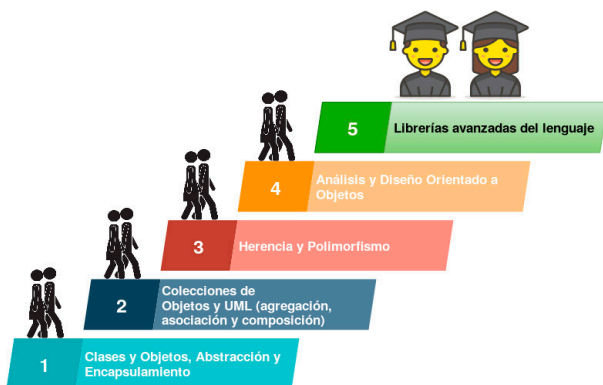 5
Librerías avanzadas del lenguaje
4
Análisis y Diseño Orientado a
Objetos
3
Herencia y Polimorfismo
2
Colecciones de
Objetos y UML (agregación,
asociación y composición)
1
Clases y Objetos, Abstracción y
Encapsulamiento